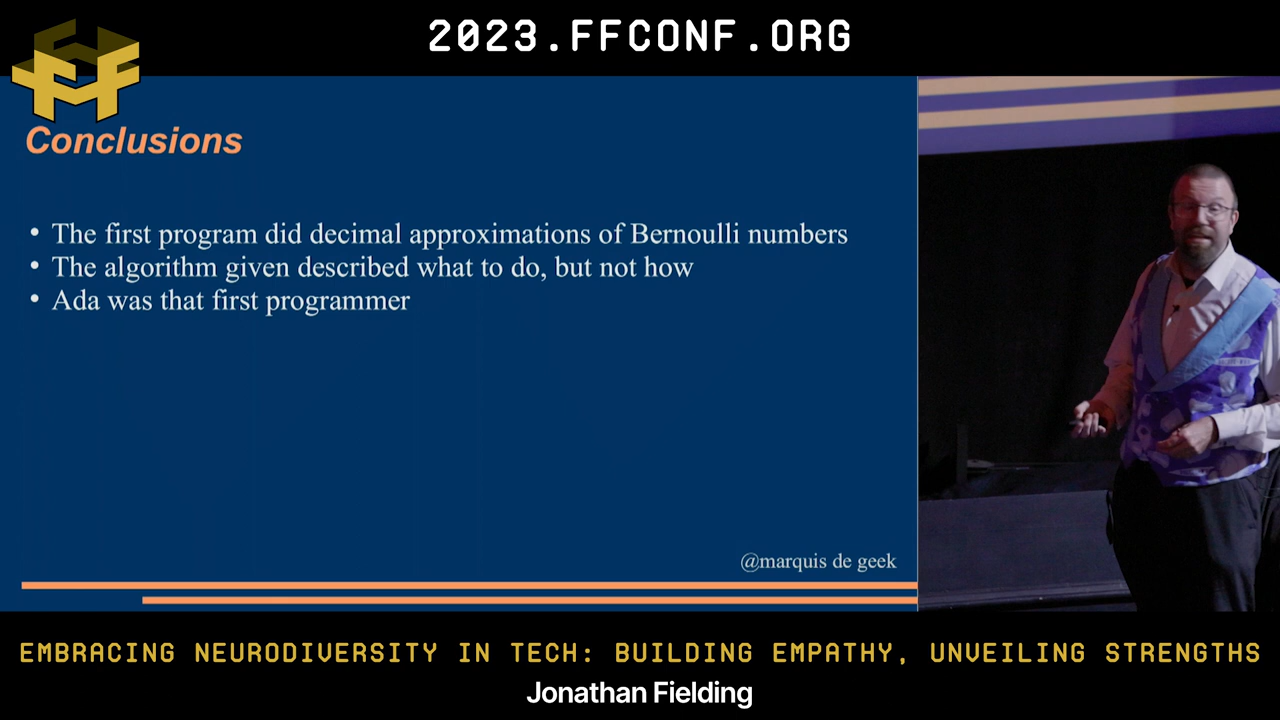 2023.FFCONF.ORG
Conclusions
• The first program did decimal approximations of Bernoulli numbers
• The algorithm given described what to do, but not how
• Ada was that first programmer
@marquis de geek
EMBRACING NEURODIVERSITY IN TECH: BUILDING EMPATHY, UNVEILING STRENGTHS
Jonathan Fielding